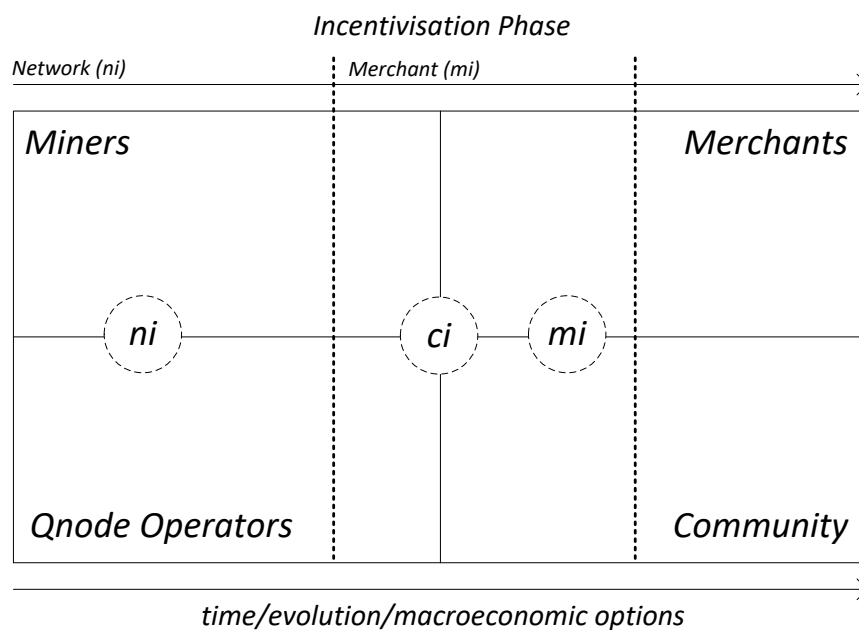 Incentivisation Phase
Network (ni)
Merchant (mi)
Miners
Merchants
ni
ci
mi
Qnode Operators
Community
time/evolution/macroeconomic options